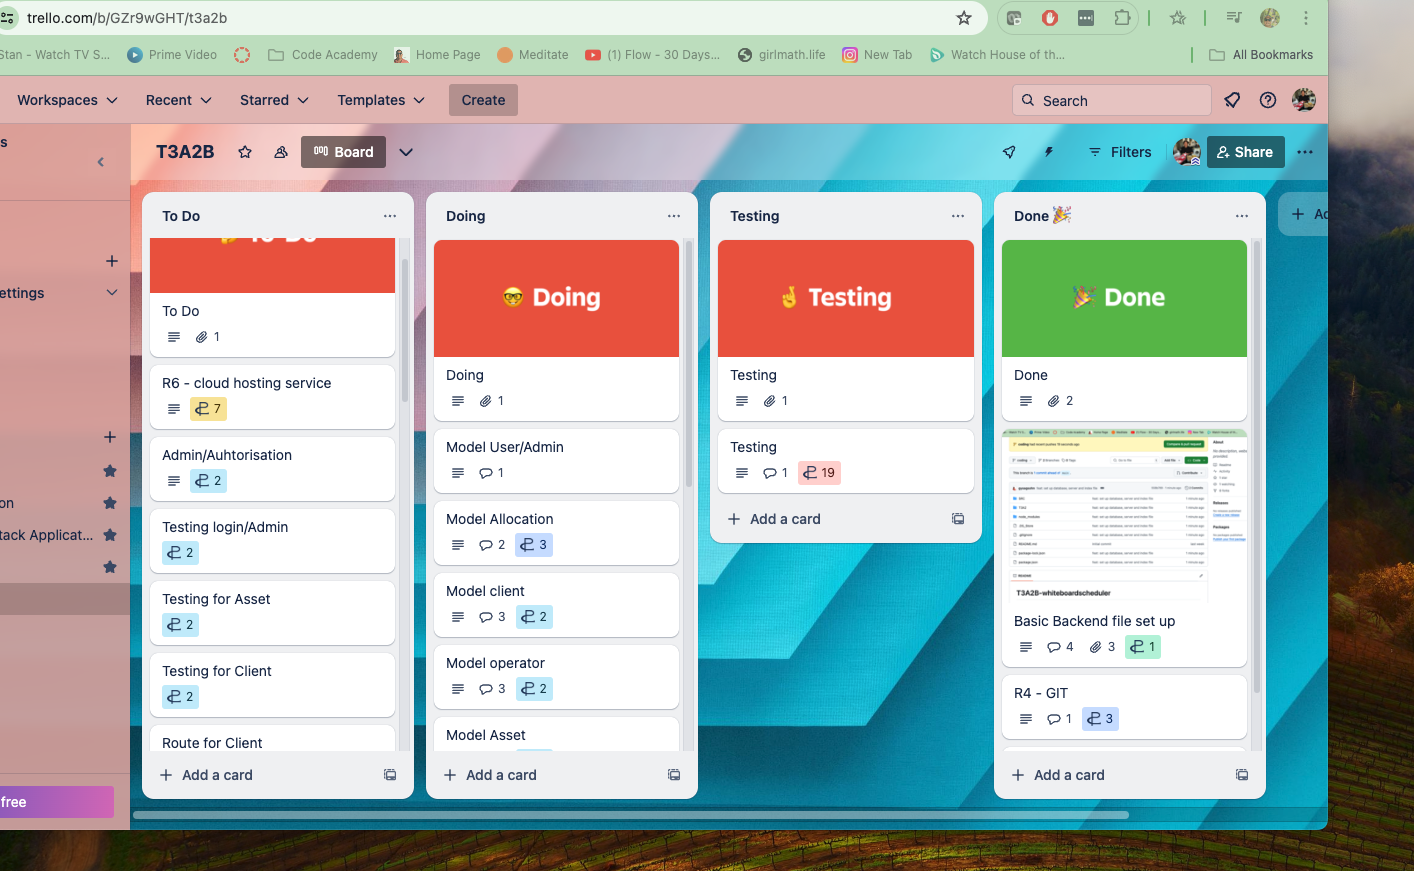 trello.com/b/GZr9wGHT/t3a2b
Stan - Watch TV S...
Prime Video
Code Academy
Home Page
Meditate
(1) Flow - 30 Days...
girlmath.life
New Tab
Watch House of th...
All Bookmarks
Workspaces
Recent
Starred
Templates
Create
Search
s
ettings
on
tack Applicat...
free
T3A2B
Board
Filters
Share
To Do
To Do
To Do
1
R6 - cloud hosting service
7
Admin/Auhtorisation
2
Testing login/Admin
2
Testing for Asset
2
Testing for Client
2
Route for Client
+ Add a card
Doing
🤓 Doing
Doing
1
Model User/Admin
1
Model Allocation
2
3
Model client
3
2
Model operator
3
2
Model Asset
+ Add a card
Testing
🤞 Testing
Testing
1
Testing
1
19
+ Add a card
Done 🎉
🎉 Done
Done
2
T3A2B-whiteboardscheduler
Basic Backend file set up
4
3
1
R4 - GIT
1
3
+ Add a card
+ Ad